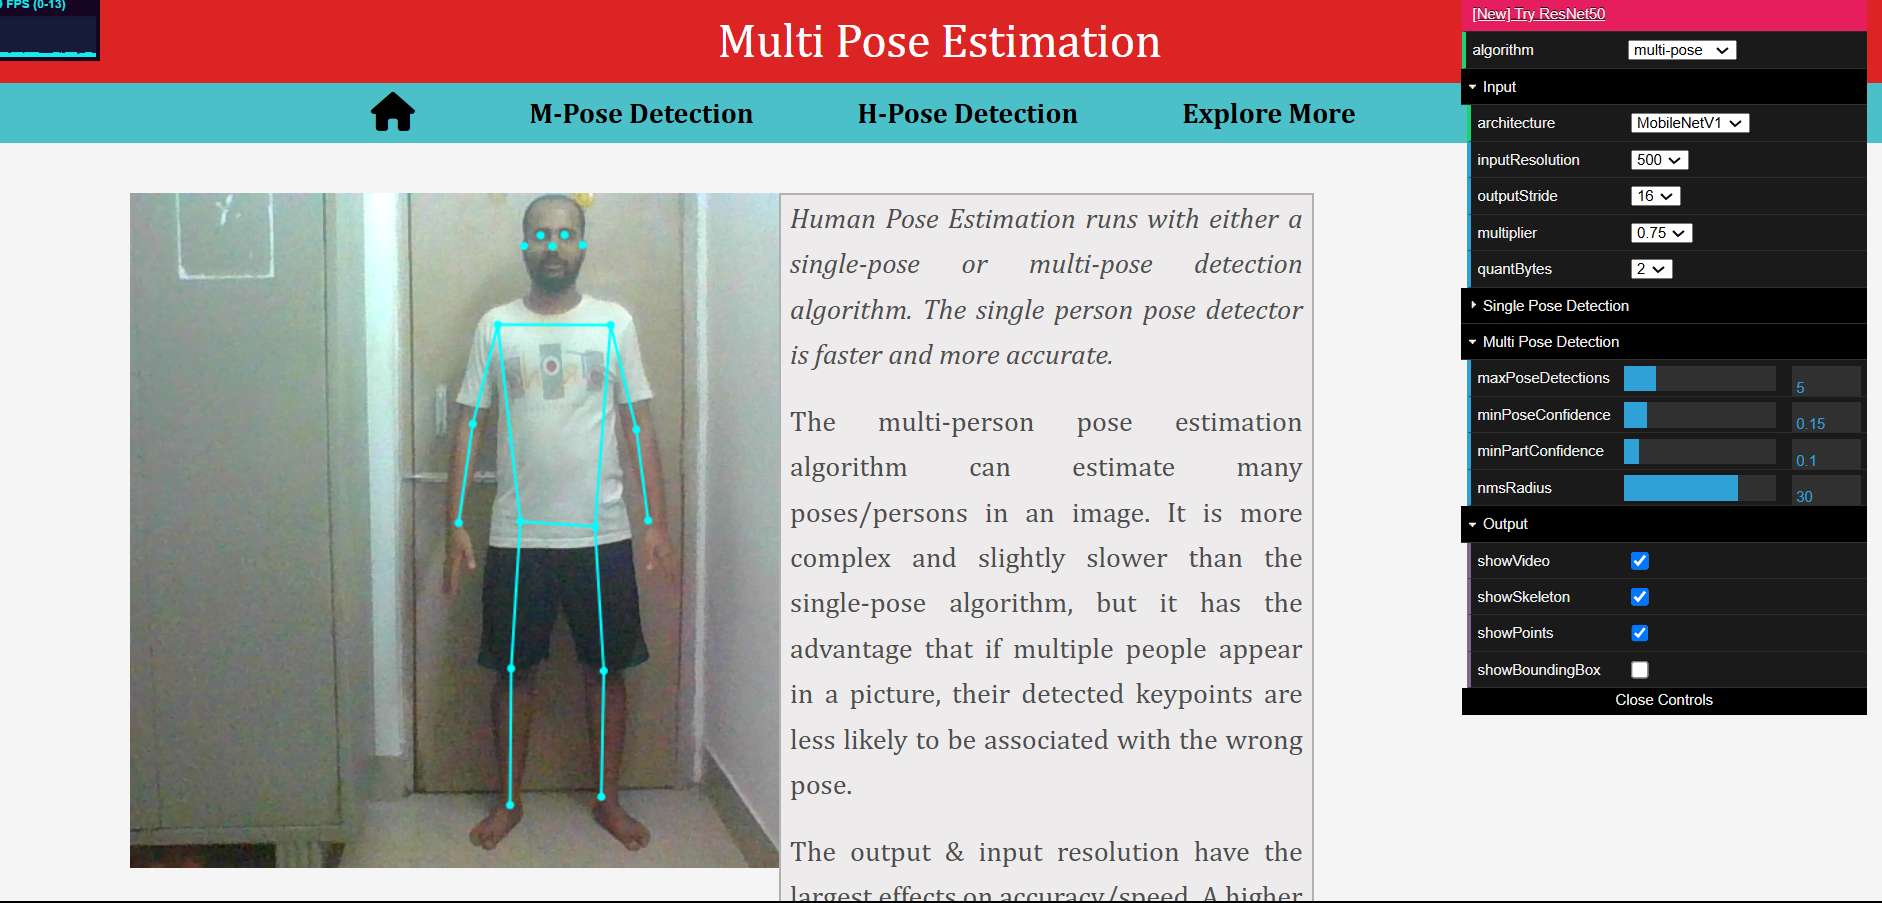 FPS (0-13)
Multi Pose Estimation
M-Pose Detection
H-Pose Detection
Explore More
Human Pose Estimation runs with either a
single-pose or multi-pose detection
algorithm. The single person pose detector
is faster and more accurate.
The multi-person pose estimation
algorithm can estimate many
poses/persons in an image. It is more
complex and slightly slower than the
single-pose algorithm, but it has the
advantage that if multiple people appear
in a picture, their detected keypoints are
less likely to be associated with the wrong
pose.
The output & input resolution have the
largest effects on accuracy/speed. A higher
[New] Try ResNet50
algorithm multi-pose
Input
architecture MobileNetV1
inputResolution 500
outputStride 16
multiplier 0.75
quantBytes 2
Single Pose Detection
Multi Pose Detection
maxPoseDetections 5
minPoseConfidence 0.15
minPartConfidence 0.1
nmsRadius 30
Output
showVideo
showSkeleton
showPoints
showBoundingBox
Close Controls